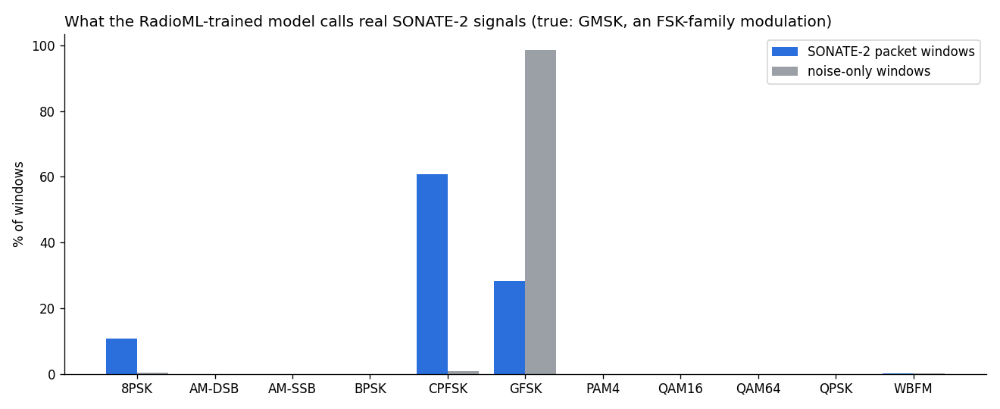 What the RadioML-trained model calls real SONATE-2 signals (true: GMSK, an FSK-family modulation)
SONATE-2 packet windows
noise-only windows
% of windows
100
80
60
40
20
0
8PSK AM-DSB AM-SSB BPSK CPFSK GFSK PAM4 QAM16 QAM64 QPSK WBFM